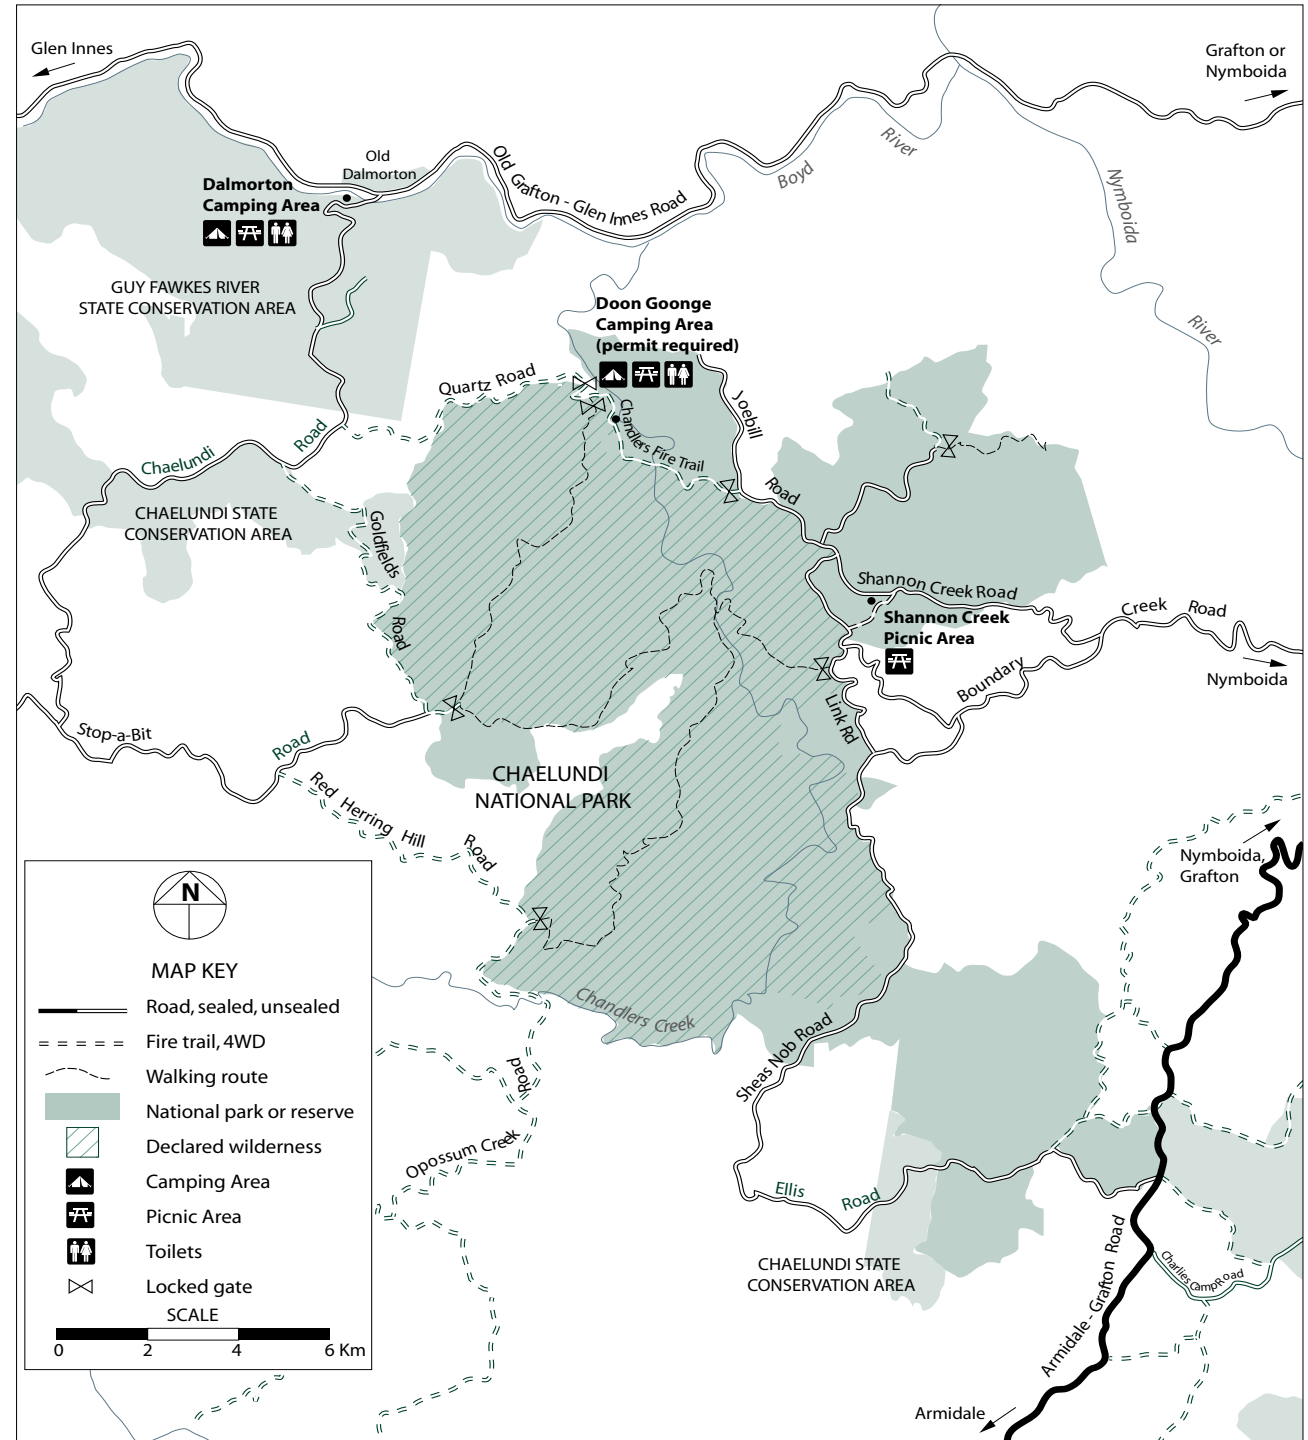 Glen Innes
Grafton or
Nymboida
Old
Dalmorton
Dalmorton
Camping Area
Old Grafton - Glen Innes Road
Boyd
River
Nymboida
River
GUY FAWKES RIVER
STATE CONSERVATION AREA
Doon Goonge
Camping Area
(permit required)
Quartz Road
Joebill
Road
Chandlers Fire Trail
Chaelundi
Road
CHAELUNDI STATE
CONSERVATION AREA
Goldfields
Road
Shannon Creek Road
Shannon Creek
Picnic Area
Creek Road
Boundary
Nymboida
Link Rd
Stop-a-Bit
Road
CHAELUNDI
NATIONAL PARK
Red Herring Hill
Road
Nymboida,
Grafton
N
MAP KEY
Road, sealed, unsealed
Fire trail, 4WD
Walking route
National park or reserve
Declared wilderness
Camping Area
Picnic Area
Toilets
Locked gate
SCALE
0 2 4 6 Km
Chandlers Creek
Sheas Nob Road
Road
Opossum Creek
Ellis
Road
CHAELUNDI STATE
CONSERVATION AREA
Armidale - Grafton Road
Charlies Camp Road
Armidale